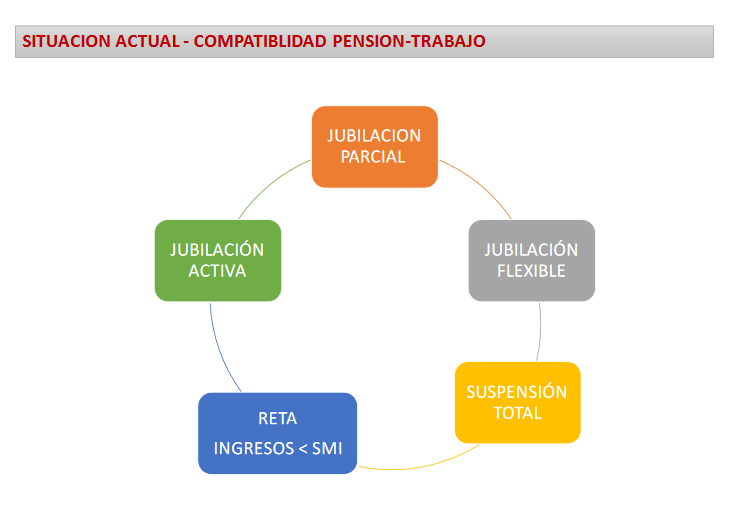 SITUACION ACTUAL - COMPATIBLIDAD PENSION-TRABAJO
JUBILACION
PARCIAL
JUBILACIÓN
ACTIVA
JUBILACIÓN
FLEXIBLE
SUSPENSIÓN
TOTAL
RETA
INGRESOS < SMI